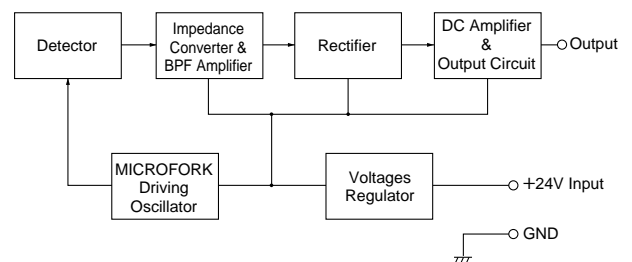 Detector
Impedance
Converter &
BPF Amplifier
Rectifier
DC Amplifier
&
Output Circuit
Output
MICROFORK
Driving
Oscillator
Voltages
Regulator
+24V Input
GND